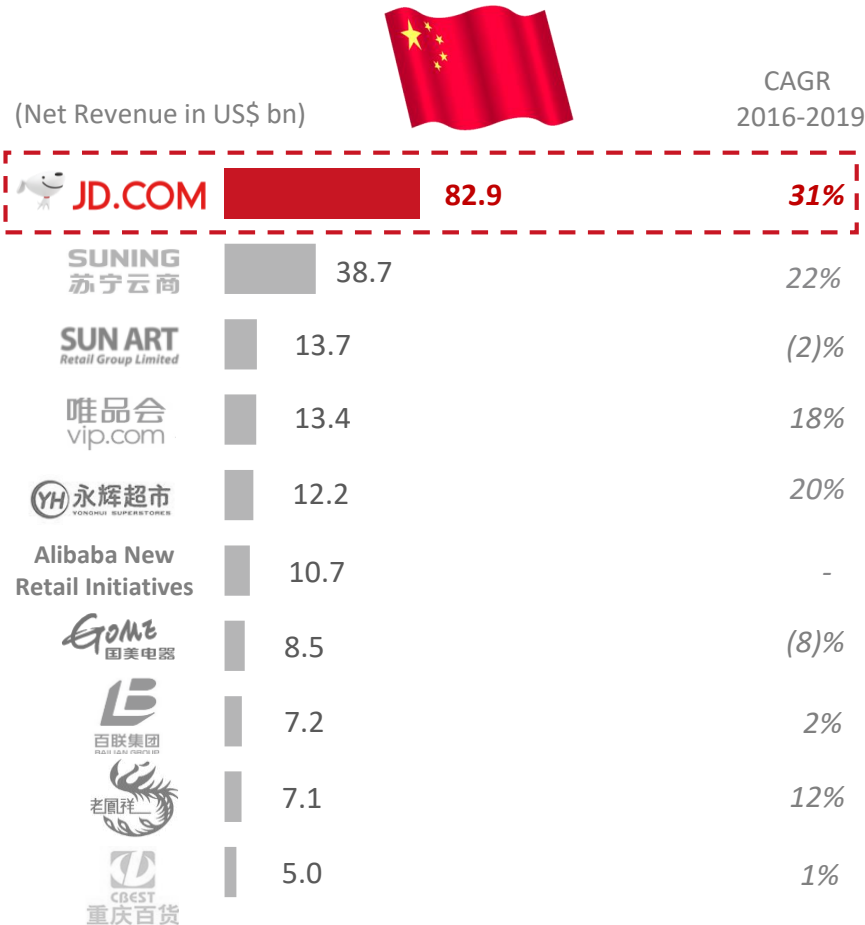 (Net Revenue in US$ bn)
CAGR
2016-2019
JD.COM 82.9 31%
SUNING
苏宁云商
38.7 22%
SUN ART
Retail Group Limited
13.7 (2)%
唯品会
vip.com
13.4 18%
YH 永辉超市
YONGHUI SUPERSTORES
12.2 20%
Alibaba New
Retail Initiatives
10.7 -
GOME
国美电器
8.5 (8)%
百联集团
BAILIAN GROUP
7.2 2%
老鳳祥
7.1 12%
CBEST
重庆百货
5.0 1%